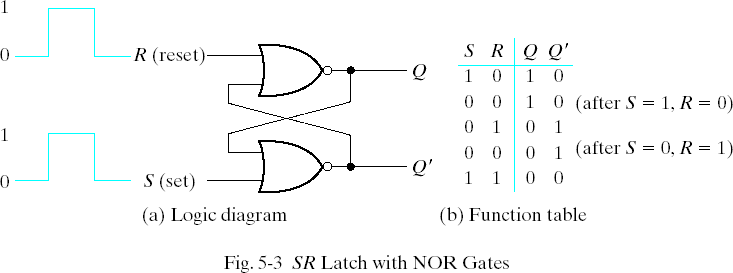 1
0
R (reset)
Q
1
0
S (set)
Q'
(a) Logic diagram
S R Q Q'
1 0 1 0
0 0 1 0 (after S = 1, R = 0)
0 1 0 1
0 0 0 1 (after S = 0, R = 1)
1 1 0 0
(b) Function table
Fig. 5-3 SR Latch with NOR Gates